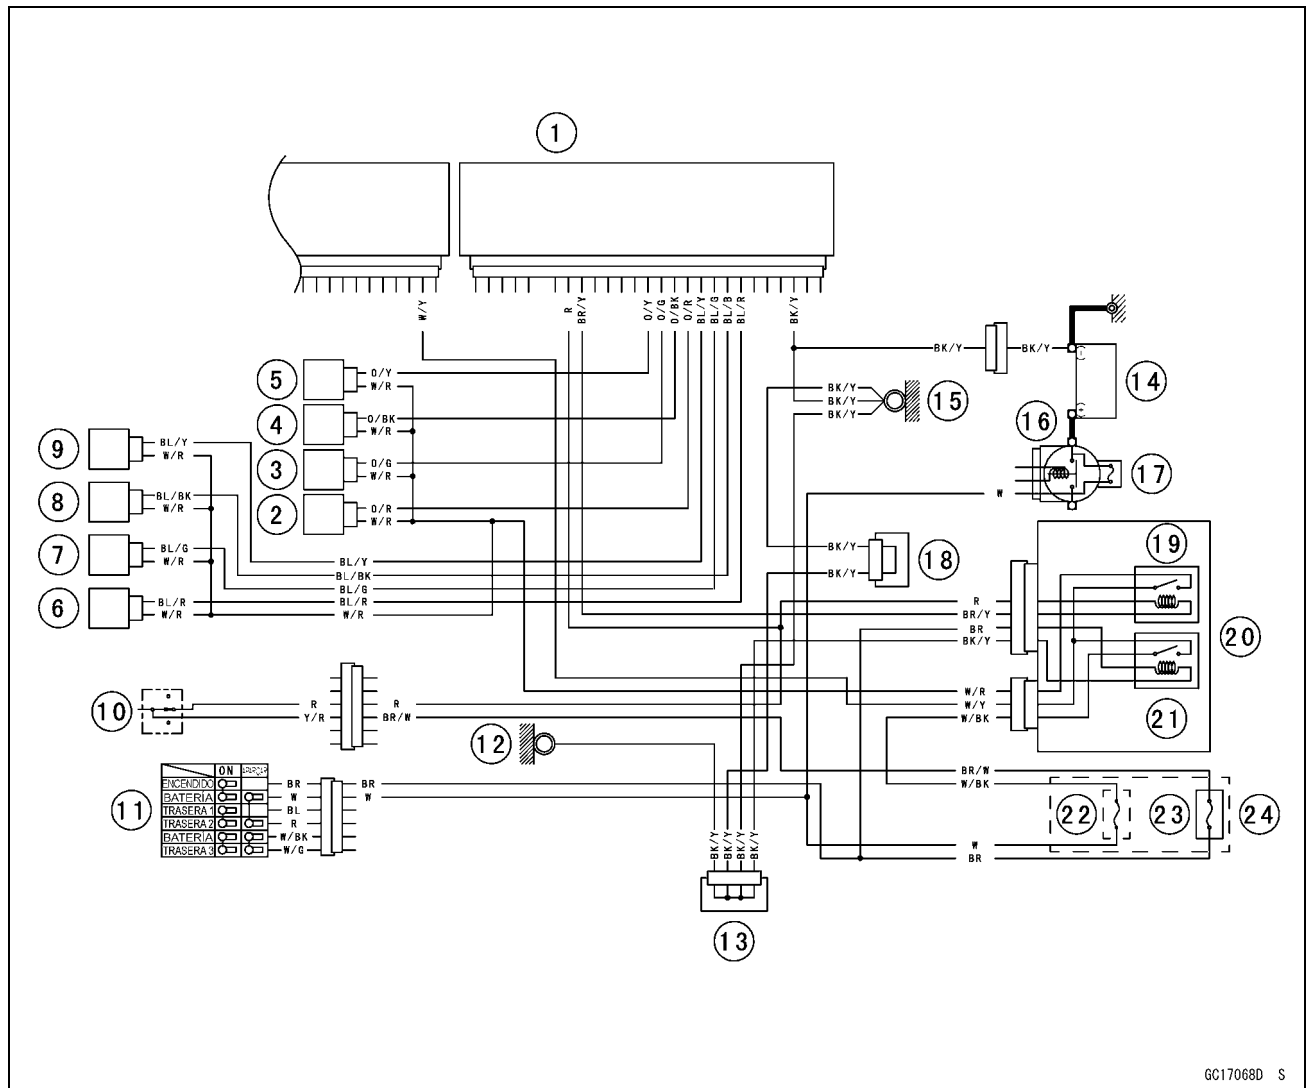 1
W/Y
R
BR/Y
O/Y
O/G
O/BK
O/R
BL/Y
BL/G
BL/B
BL/R
BK/Y
BK/Y
BK/Y
14
5
O/Y
W/R
4
O/BK
W/R
3
O/G
W/R
2
O/R
W/R
BK/Y
BK/Y
BK/Y
15
16
17
W
9
BL/Y
W/R
8
BL/BK
W/R
7
BL/G
W/R
6
BL/R
W/R
BL/Y
BL/BK
BL/G
BL/R
W/R
BK/Y
BK/Y
18
19
R
BR/Y
BR
BK/Y
20
21
W/R
W/Y
W/BK
10
R
Y/R
R
BR/W
12
11
ON APARCAR
ENCENDIDO
BATERÍA
TRASERA 1
TRASERA 2
BATERÍA
TRASERA 3
BR
W
BL
R
W/BK
W/G
BR
W
BR/W
W/BK
22
23
24
W
BR
BK/Y
BK/Y
BK/Y
BK/Y
13
GC17068D S